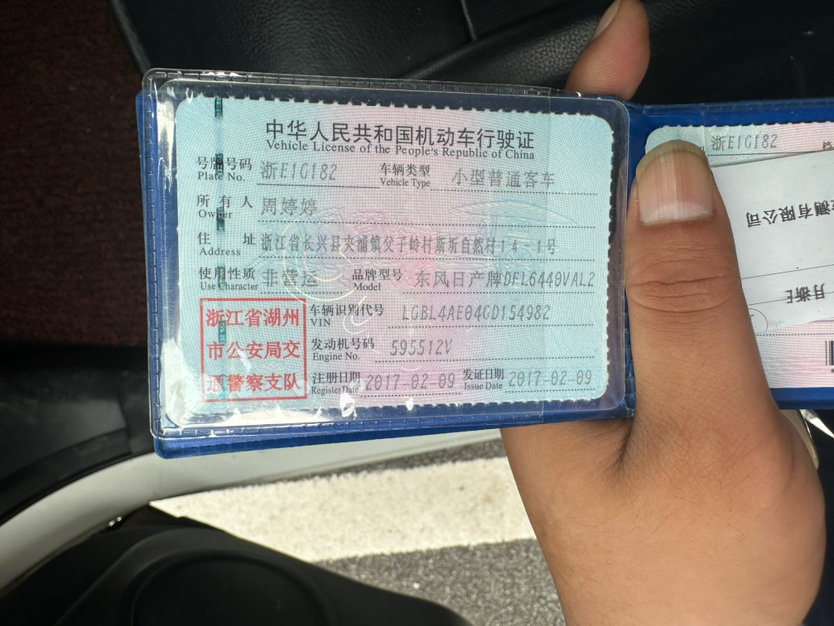 中华人民共和国机动车行驶证
Vehicle License of the People's Republic of China
号牌号码 浙E1G182 车辆类型 小型普通客车
Plate No. Vehicle Type
所有人 周婷婷
Owner
住址 浙江省长兴县夹浦镇父子岭村斯圻自然村14-1号
Address
使用性质 非营运 品牌型号 东风日产牌DFL6440VAL2
Use Character Model
浙江省湖州
市公安局交
通警察支队
车辆识别代号 LGBL4AE04GD154982
VIN
发动机号码 595512V
Engine No.
注册日期 2017-02-09 发证日期 2017-02-09
Register Date Issue Date
浙E1G182
测有限公司